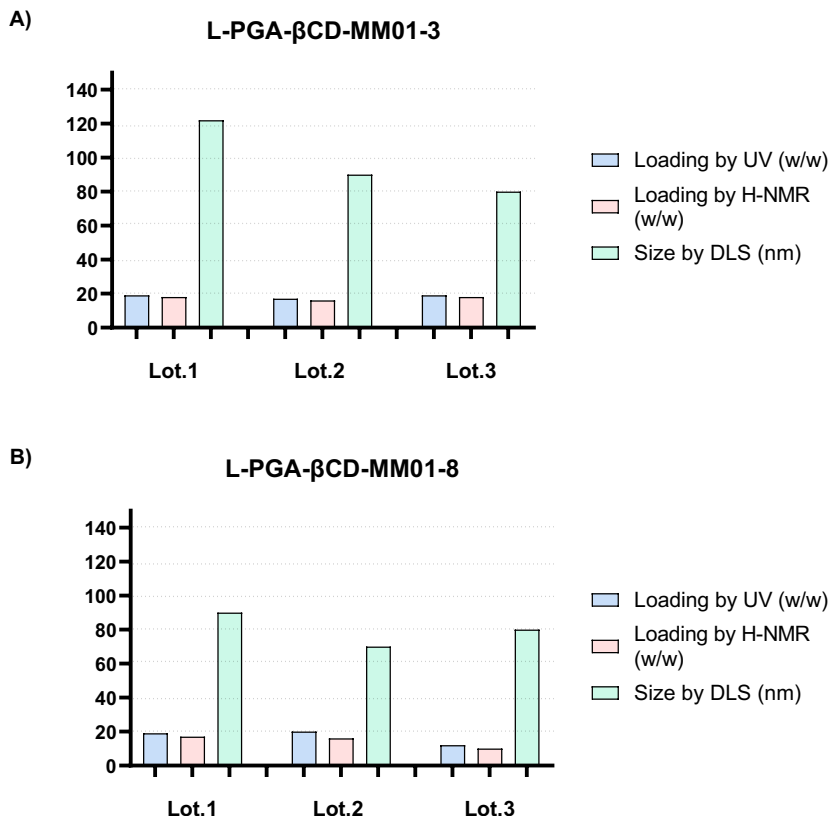 A)
L-PGA-βCD-MM01-3
140
120
100
80
60
40
20
0
Lot.1 Lot.2 Lot.3
Loading by UV (w/w)
Loading by H-NMR
(w/w)
Size by DLS (nm)
B)
L-PGA-βCD-MM01-8
140
120
100
80
60
40
20
0
Lot.1 Lot.2 Lot.3
Loading by UV (w/w)
Loading by H-NMR
(w/w)
Size by DLS (nm)